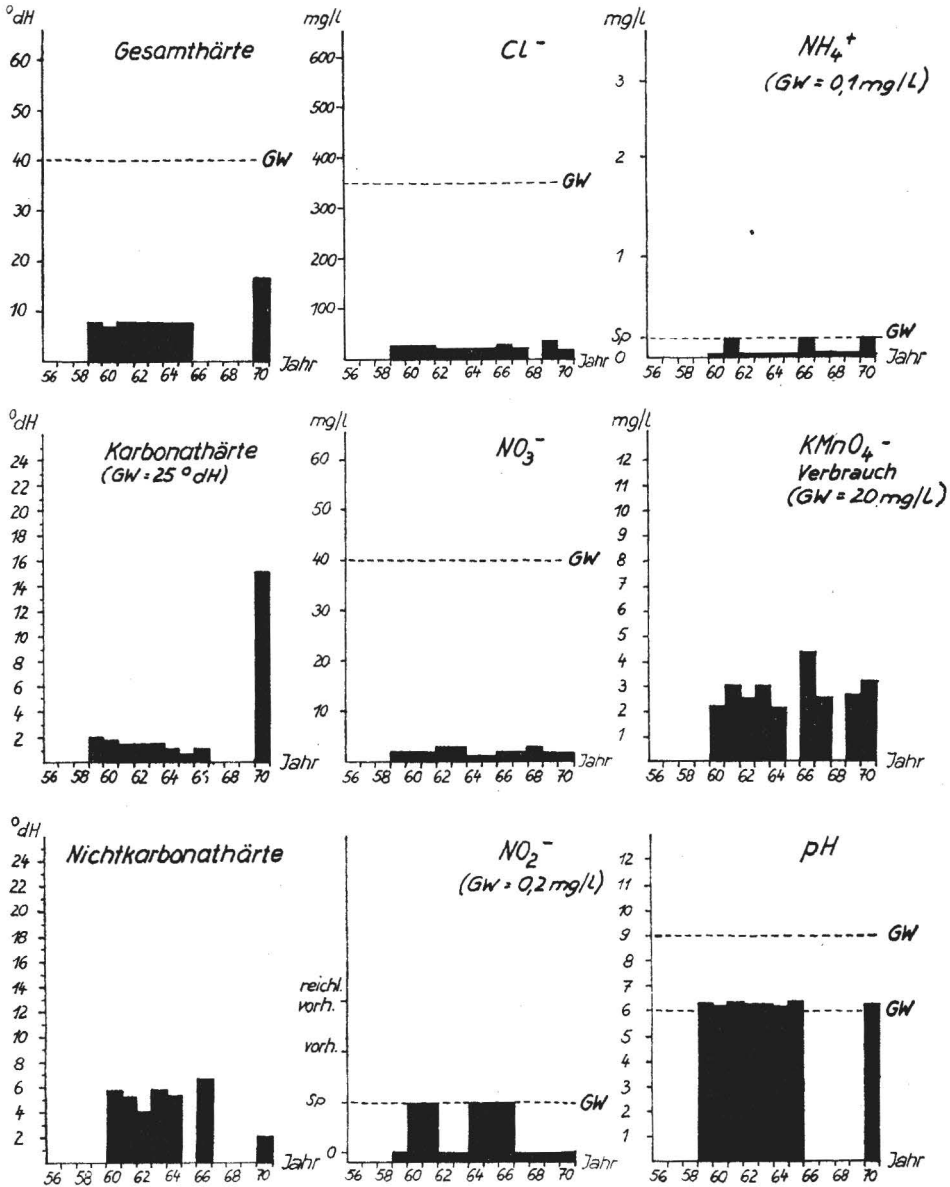 °dH
Gesamthärte
60
50
40
GW
30
20
10
56 58 60 62 64 66 68 70 Jahr
mg/l
Cl⁻
600
500
400
GW
300
200
100
56 58 60 62 64 66 68 70 Jahr
mg/l
NH₄⁺
(GW = 0,1 mg/l)
3
2
1
Sp
GW
0
56 58 60 62 64 66 68 70 Jahr
°dH
Karbonathärte
(GW = 25 °dH)
24
22
20
18
16
14
12
10
8
6
4
2
56 58 60 62 64 66 68 70 Jahr
mg/l
NO₃⁻
60
50
40
GW
30
20
10
56 58 60 62 64 66 68 70 Jahr
mg/l
KMnO₄-
Verbrauch
(GW = 20 mg/l)
12
11
10
9
8
7
6
5
4
3
2
1
56 58 60 62 64 66 68 70 Jahr
°dH
Nichtkarbonathärte
24
22
20
18
16
14
12
10
8
6
4
2
56 58 60 62 64 66 68 70 Jahr
NO₂⁻
(GW = 0,2 mg/l)
reichl.
vorh.
vorh.
Sp
GW
0
56 58 60 62 64 66 68 70 Jahr
pH
12
11
10
9
GW
8
7
6
GW
5
4
3
2
1
56 58 60 62 64 66 68 70 Jahr